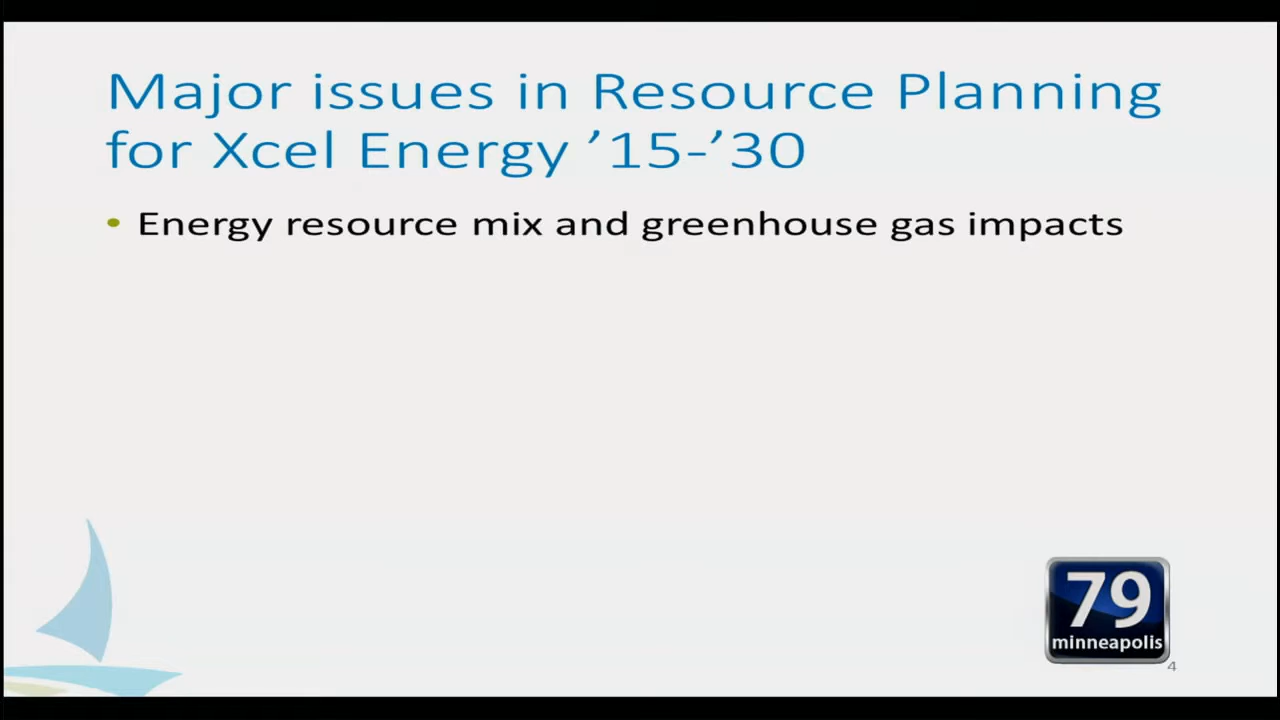 Major issues in Resource Planning
for Xcel Energy ’15-’30
• Energy resource mix and greenhouse gas impacts
79
minneapolis
4